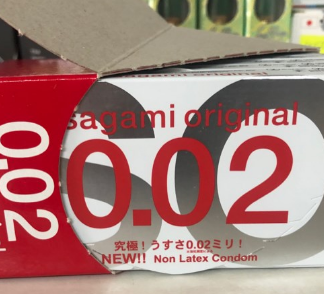 sagami original
0.02
0.02
究極！うすさ0.02ミリ！
NEW!! Non Latex Condom